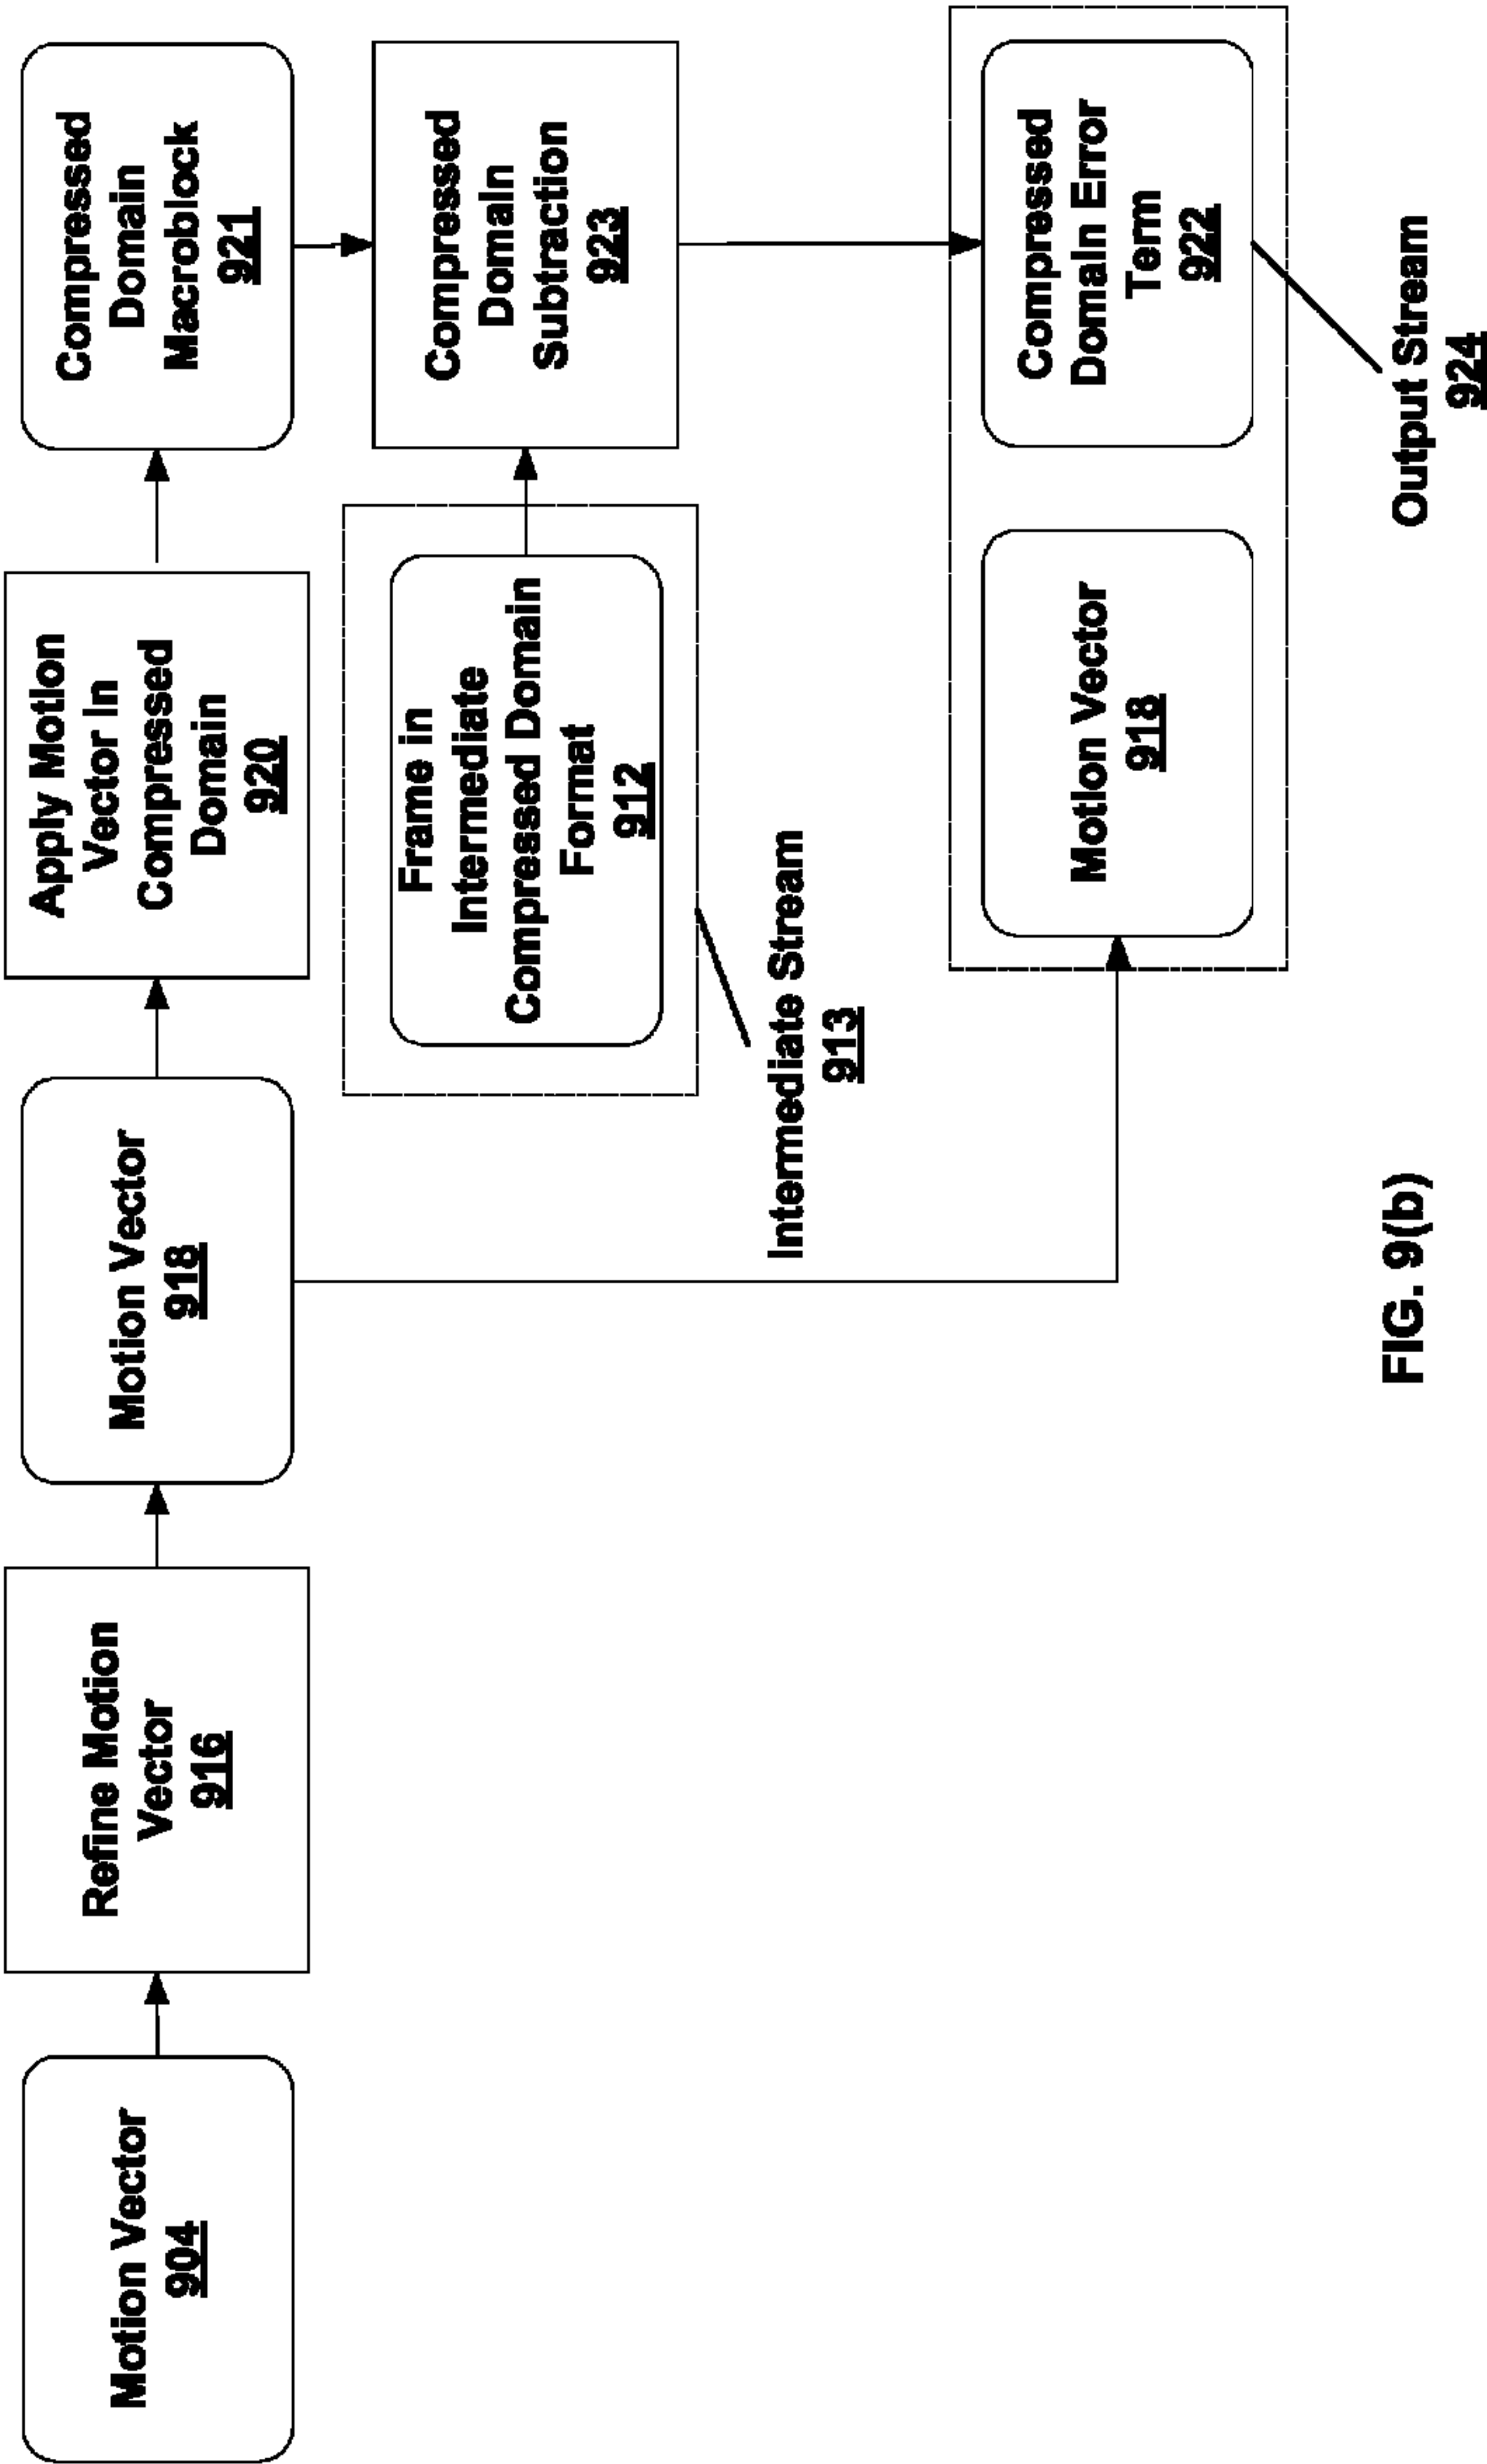 Motion Vector
904
Refine Motion
Vector
916
Motion Vector
918
Apply Motion
Vector In
Compressed
Domain
920
Compressed
Domain
Macroblock
921
Frame in
Intermediate
Compressed Domain
Format
912
Compressed
Domain
Subtraction
923
Intermediate Stream
913
Motion Vector
918
Compressed
Domain Error
Term
922
Output Stream
924
FIG. 9(b)